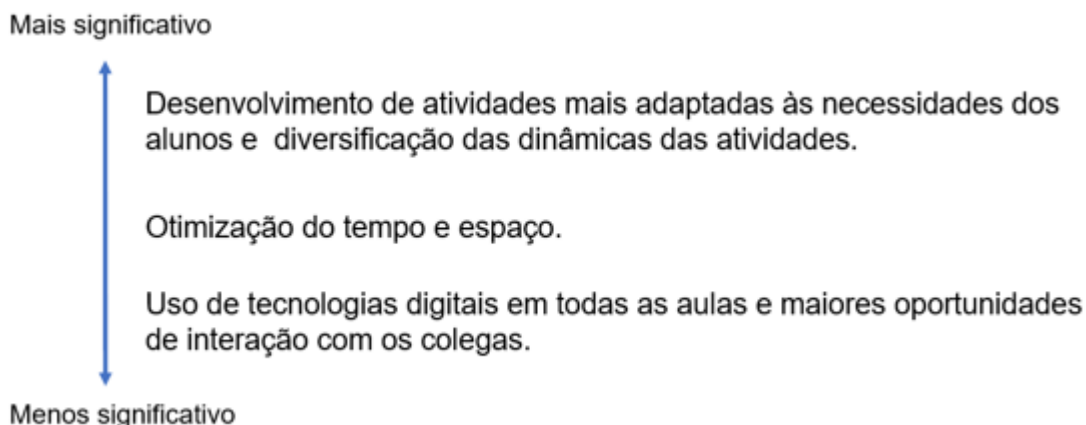 Mais significativo
Desenvolvimento de atividades mais adaptadas às necessidades dos
alunos e  diversificação das dinâmicas das atividades.
Otimização do tempo e espaço.
Uso de tecnologias digitais em todas as aulas e maiores oportunidades
de interação com os colegas.
Menos significativo